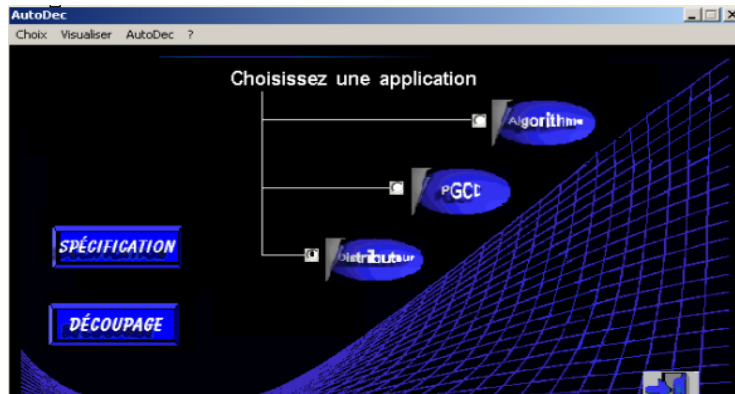 AutoDec
Choix Visualiser AutoDec ?
Choisissez une application
Algorithme
PGCD
Distributeur
SPÉCIFICATION
DÉCOUPAGE